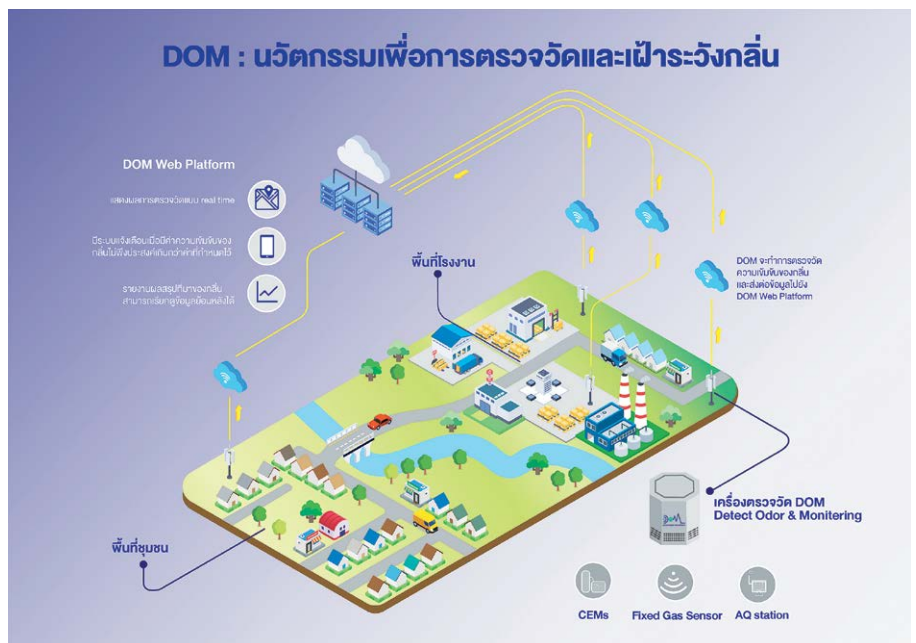 DOM : นวัตกรรมเพื่อการตรวจวัดและเฝ้าระวังกลิ่น
DOM Web Platform
แสดงผลการตรวจวัดแบบ real time
มีระบบแจ้งเตือนเมื่อมีค่าความเข้มข้นของ
กลิ่นไม่พึงประสงค์เกินกว่าค่าที่กำหนดไว้
รายงานผลสรุปที่มาของกลิ่น
สามารถเรียกดูข้อมูลย้อนหลังได้
พื้นที่โรงงาน
DOM จะทำการตรวจวัด
ความเข้มข้นของกลิ่น
และส่งต่อข้อมูลไปยัง
DOM Web Platform
เครื่องตรวจวัด DOM
Detect Odor & Monitering
พื้นที่ชุมชน
CEMs
Fixed Gas Sensor
AQ station